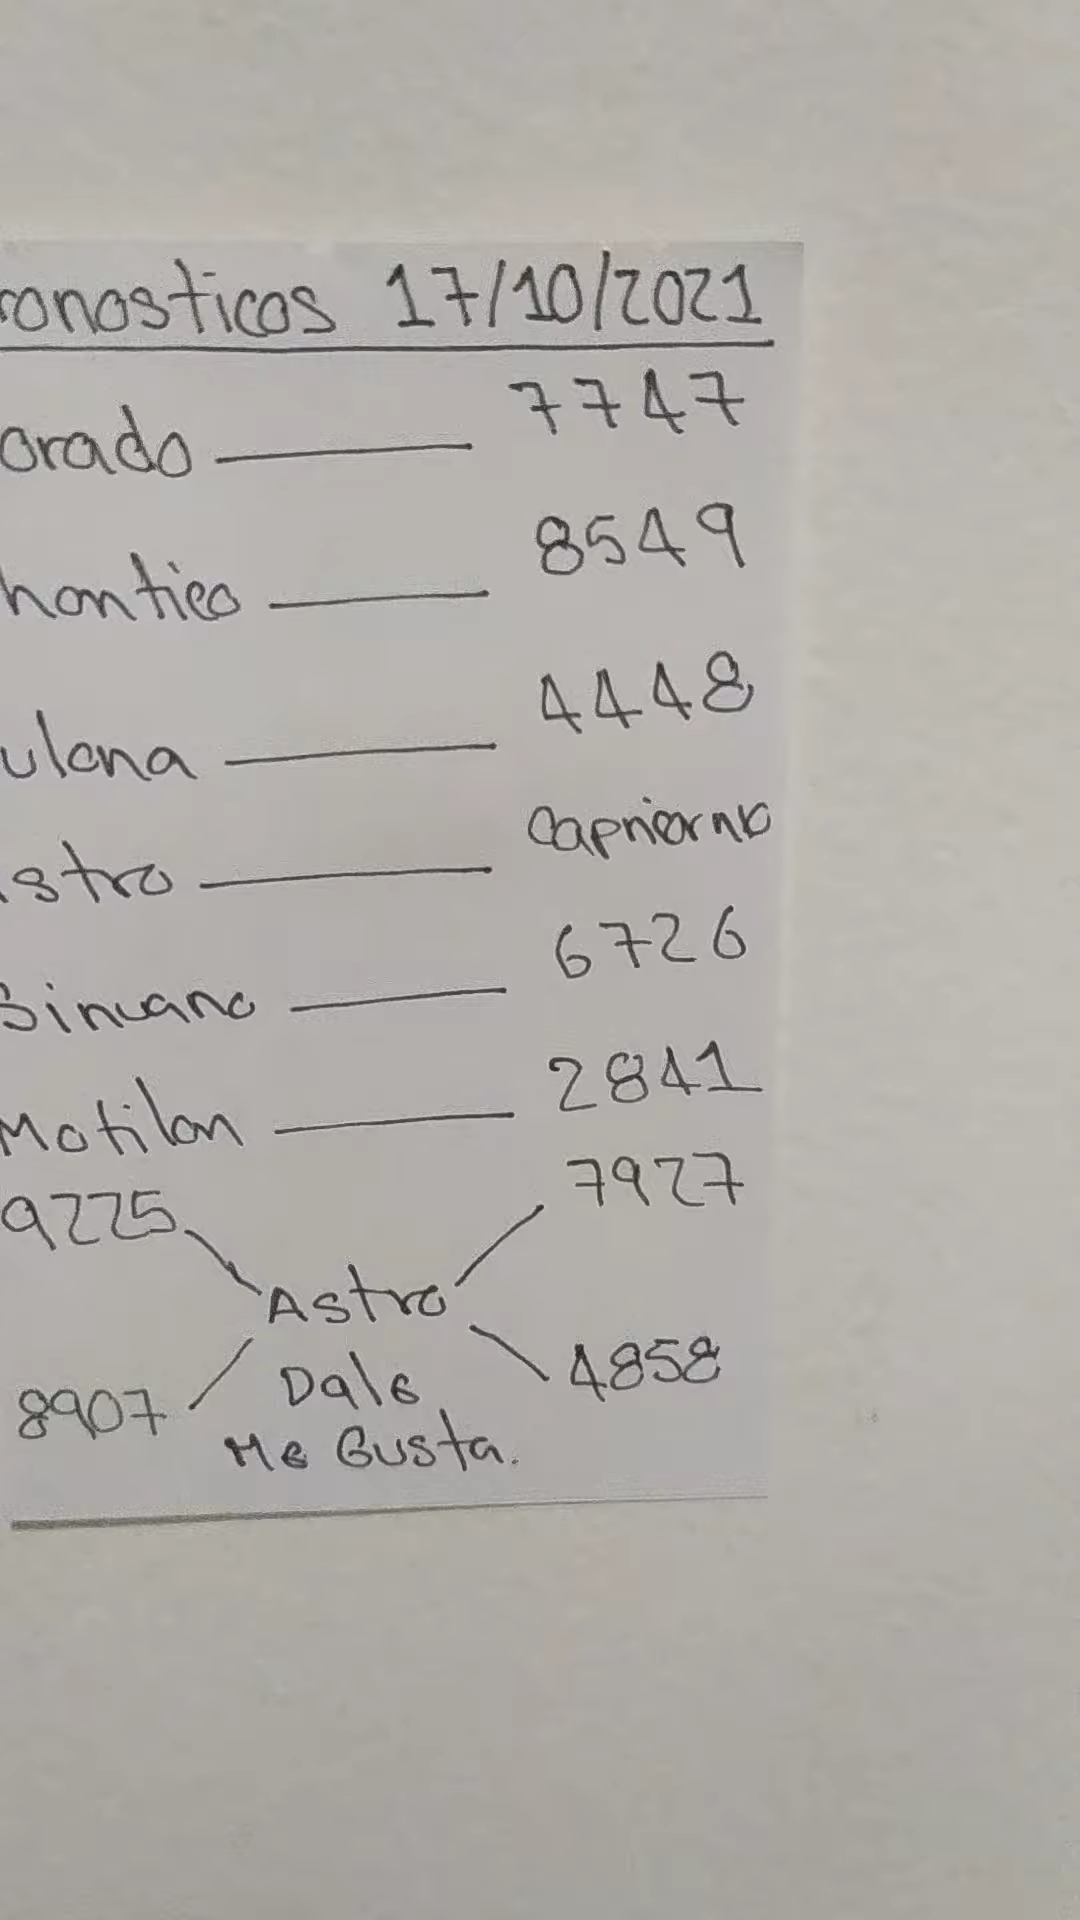 ronosticos 17/10/2021
orado 7747
hontico 8549
ulona 4448
stro Capricornio
Sinuano 6726
Motilon 2841
9225 7927
Astro
8907 Dale 4858
Me Gusta.